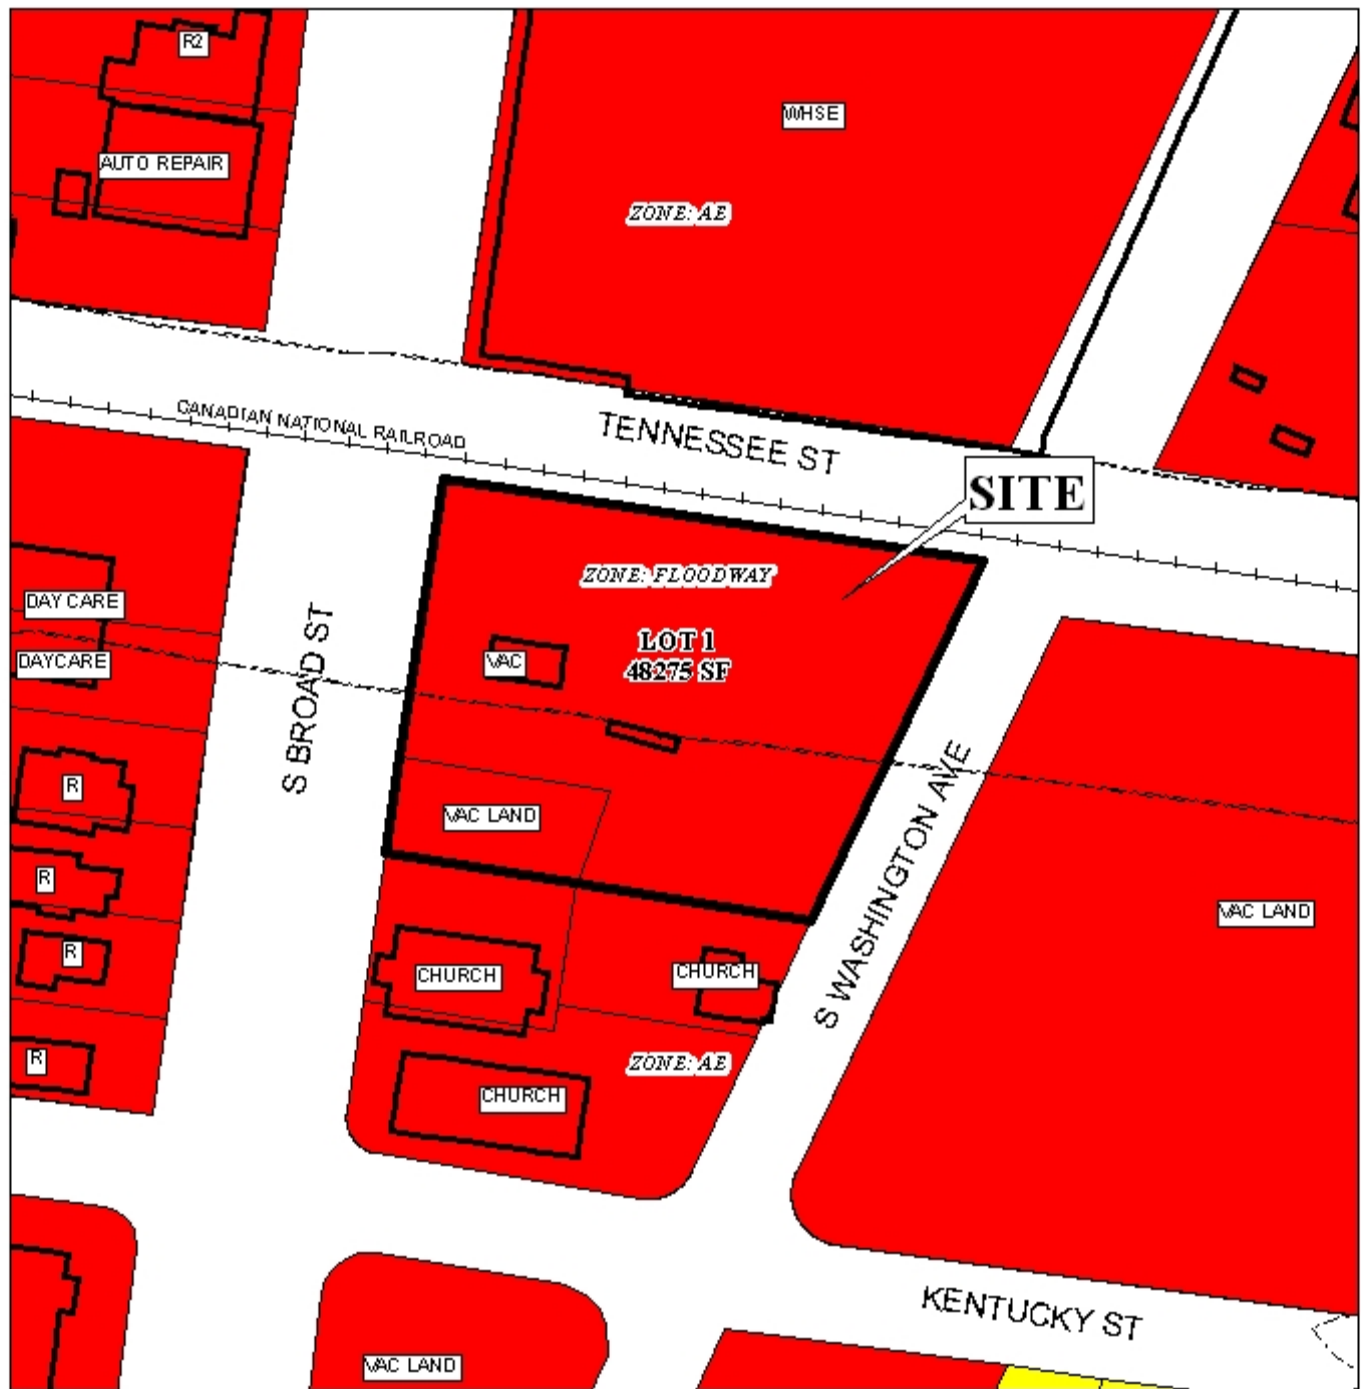 R2
WHSE
AUTO REPAIR
ZONE: AE
CANADIAN NATIONAL RAILROAD
TENNESSEE ST
SITE
ZONE: FLOODWAY
DAY CARE
LOT 1
48275 SF
DAYCARE
VAC
S BROAD ST
R
VAC LAND
S WASHINGTON AVE
R
VAC LAND
R
CHURCH
CHURCH
R
ZONE: AE
CHURCH
KENTUCKY ST
VAC LAND